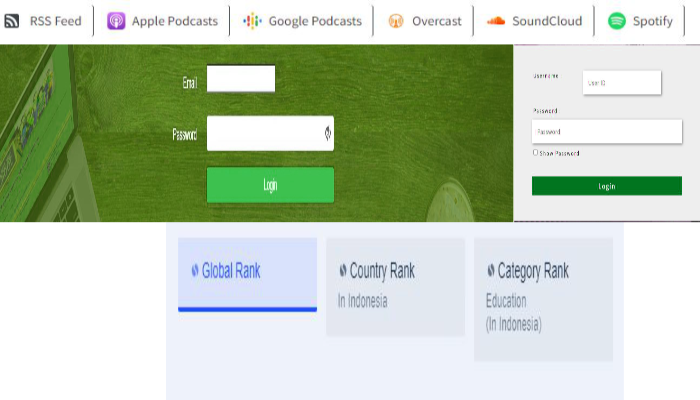 RSS Feed Apple Podcasts Google Podcasts Overcast SoundCloud Spotify
Email
Password
Login
Username
User ID
Password
Password
Show Password
Login
Global Rank
Country Rank
In Indonesia
Category Rank
Education
(In Indonesia)